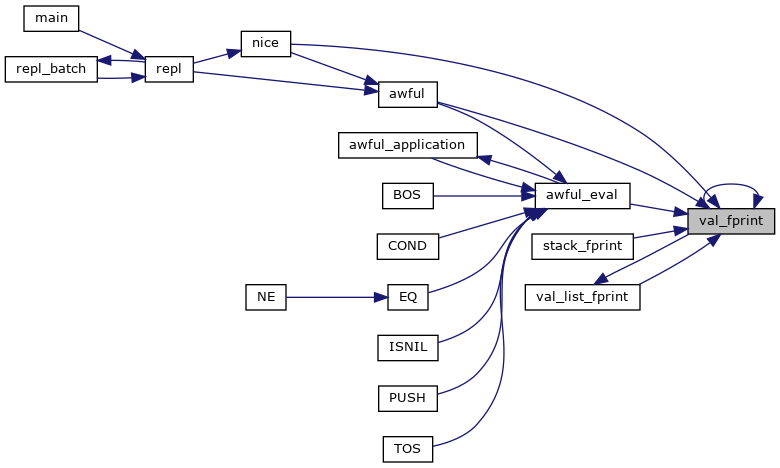 main
nice
repl_batch
repl
awful
awful_application
BOS
awful_eval
val_fprint
COND
stack_fprint
NE
EQ
val_list_fprint
ISNIL
PUSH
TOS